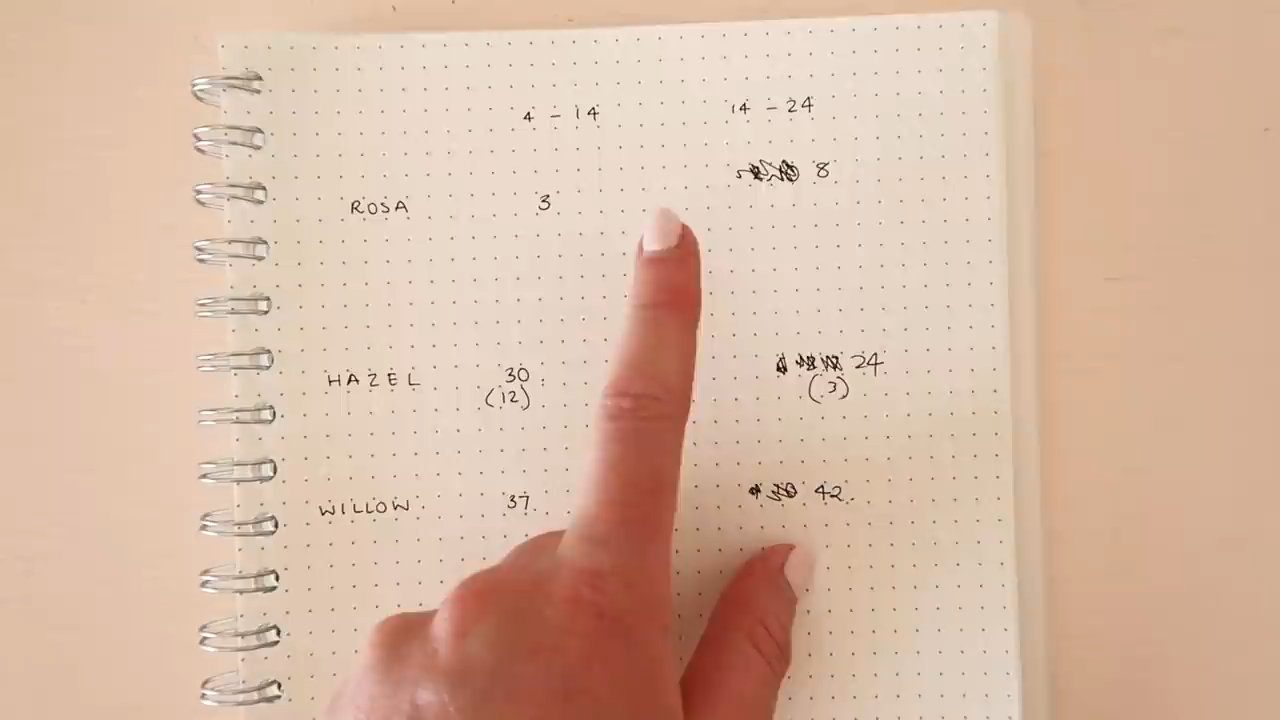 4 - 14 14 - 24
8
ROSA 3
HAZEL 30 24
(12) (3)
WILLOW 37 42